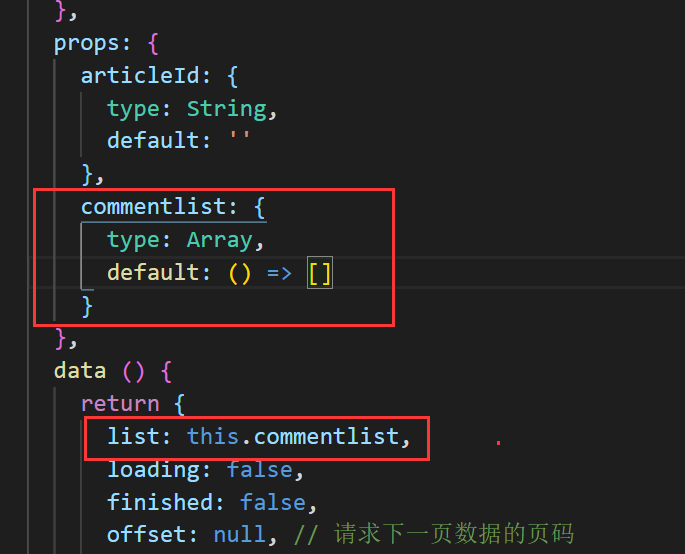 },
props: {
articleId: {
type: String,
default: ''
},
commentlist: {
type: Array,
default: () => []
}
},
data () {
return {
list: this.commentlist,
loading: false,
finished: false,
offset: null, // 请求下一页数据的页码